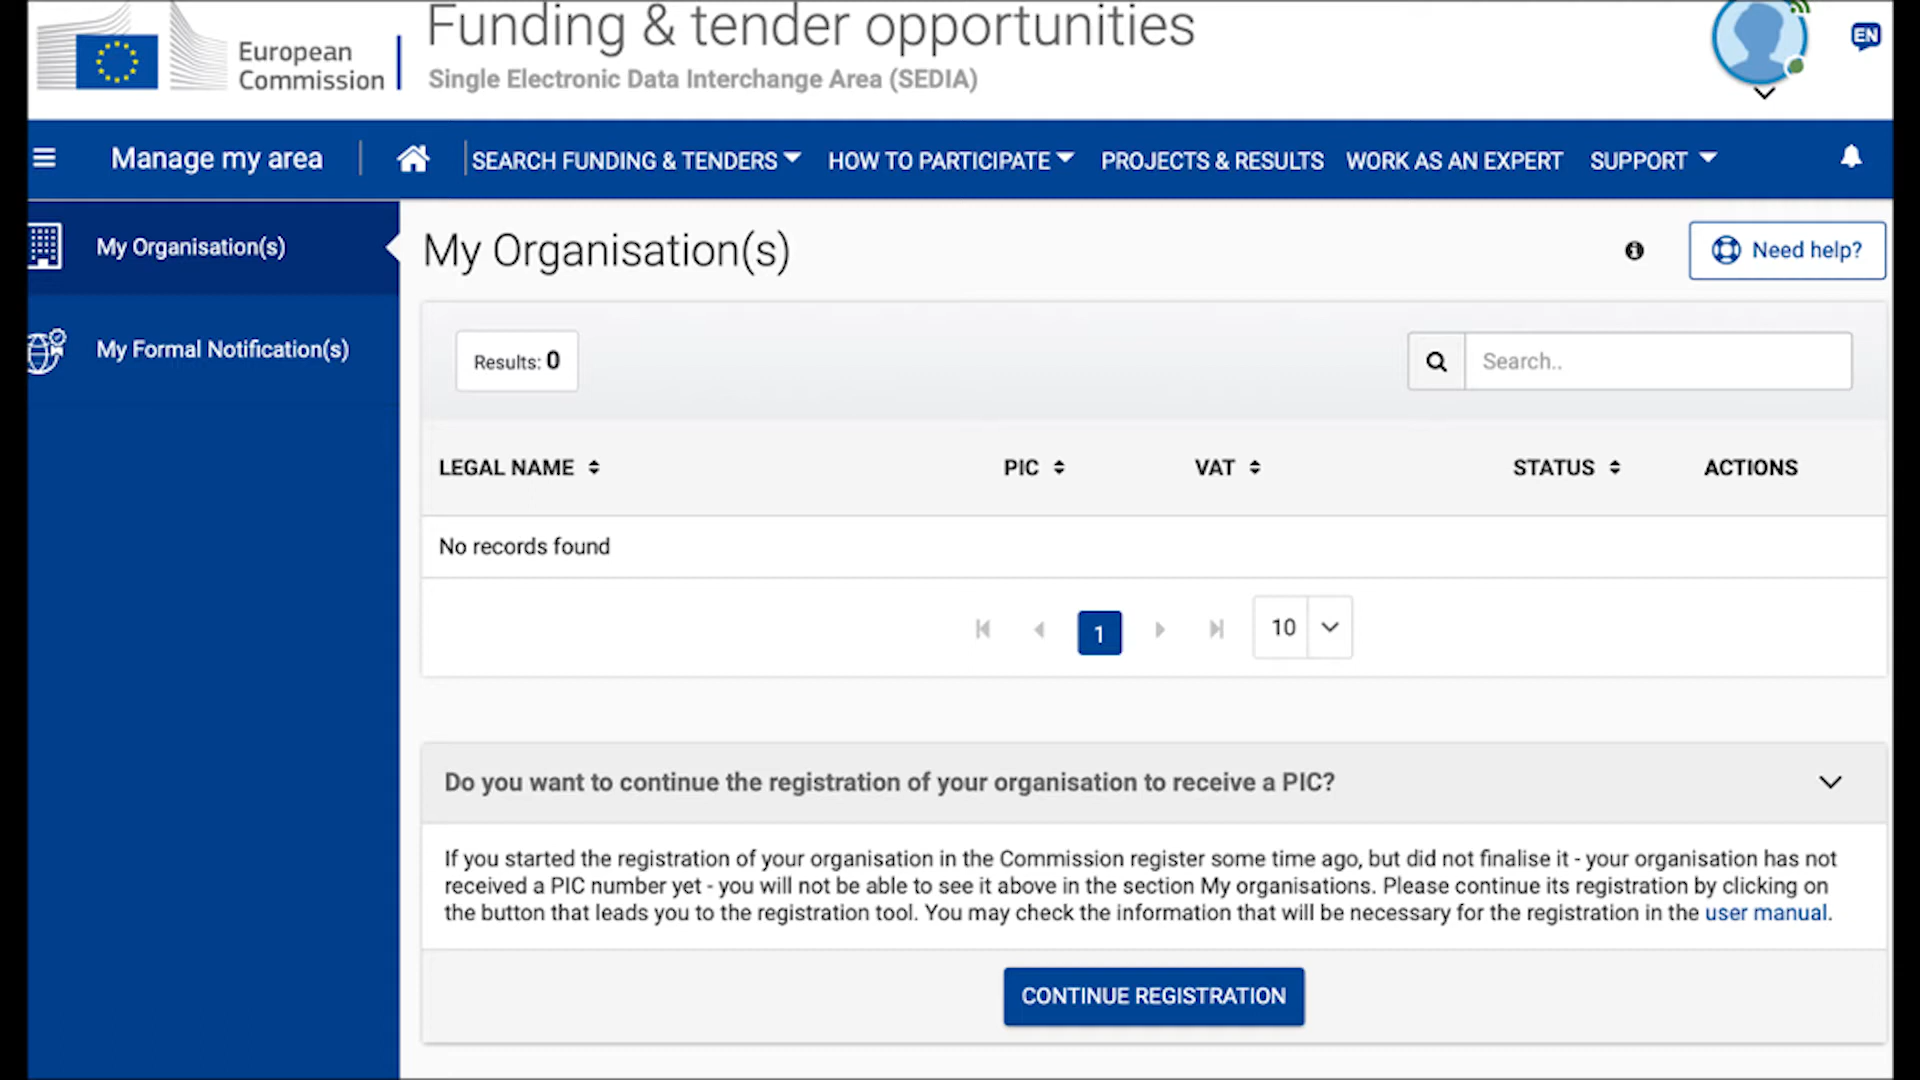 Funding & tender opportunities
European
Commission
Single Electronic Data Interchange Area (SEDIA)
EN
Manage my area
SEARCH FUNDING & TENDERS
HOW TO PARTICIPATE
PROJECTS & RESULTS
WORK AS AN EXPERT
SUPPORT
My Organisation(s)
My Formal Notification(s)
My Organisation(s)
Need help?
Results: 0
Search..
LEGAL NAME
PIC
VAT
STATUS
ACTIONS
No records found
1
10
Do you want to continue the registration of your organisation to receive a PIC?
If you started the registration of your organisation in the Commission register some time ago, but did not finalise it - your organisation has not
received a PIC number yet - you will not be able to see it above in the section My organisations. Please continue its registration by clicking on
the button that leads you to the registration tool. You may check the information that will be necessary for the registration in the user manual.
CONTINUE REGISTRATION